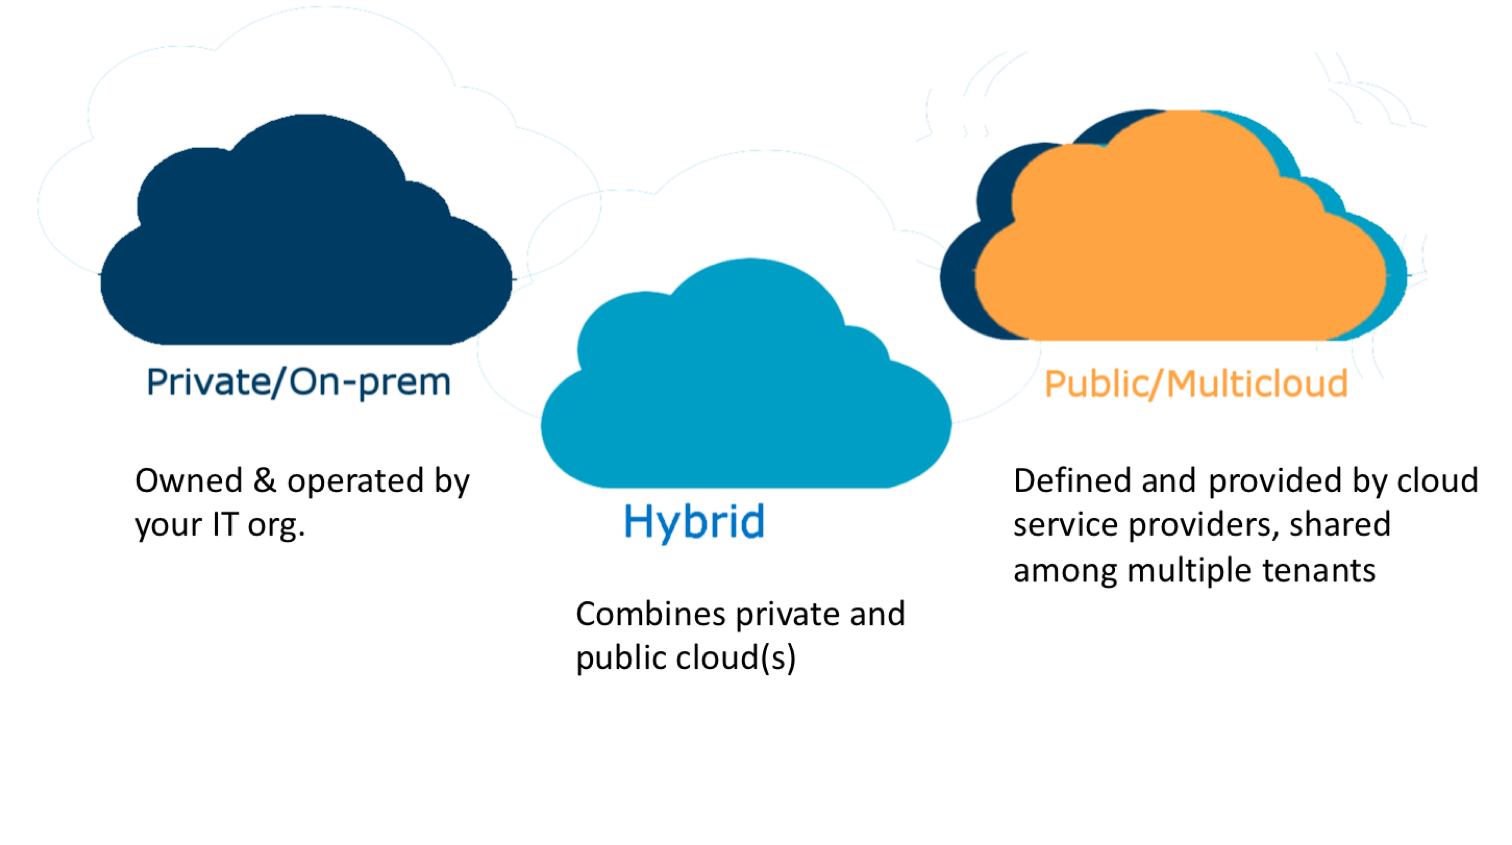 Private/On-prem
Owned & operated by
your IT org.
Hybrid
Combines private and
public cloud(s)
Public/Multicloud
Defined and provided by cloud
service providers, shared
among multiple tenants